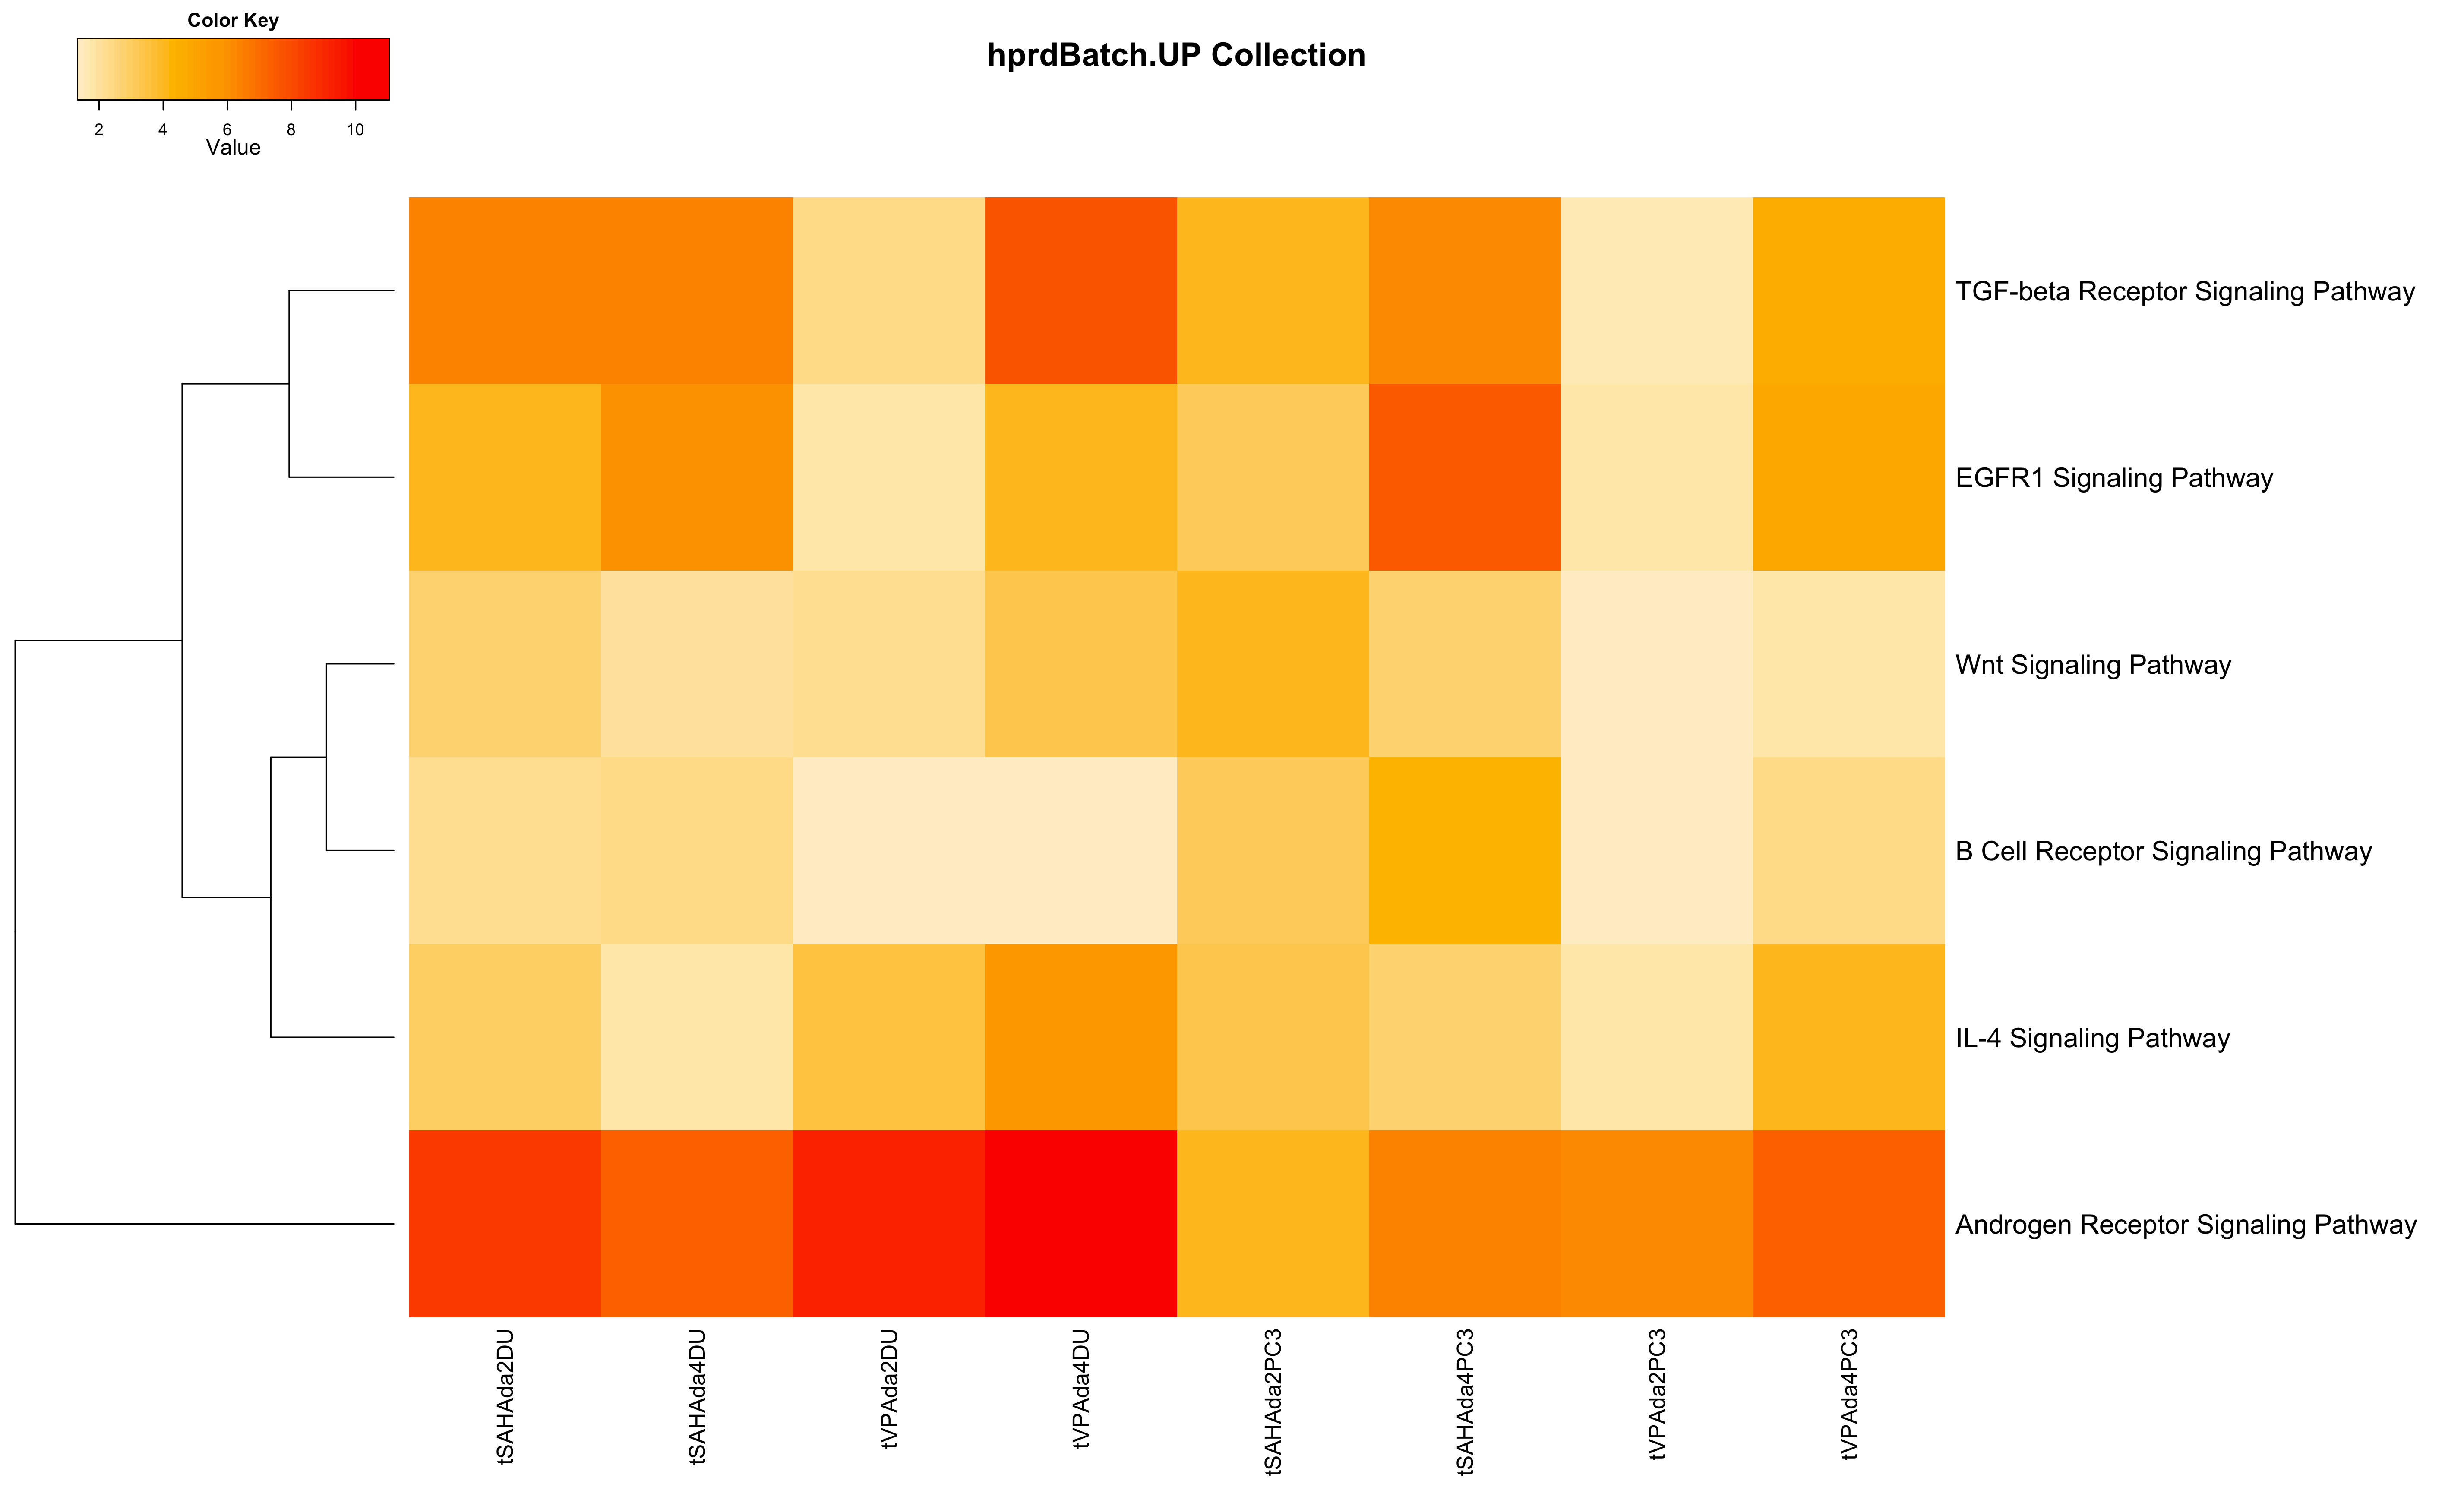 Color Key
2 4 6 8 10
Value
hprdBatch.UP Collection
TGF-beta Receptor Signaling Pathway
EGFR1 Signaling Pathway
Wnt Signaling Pathway
B Cell Receptor Signaling Pathway
IL-4 Signaling Pathway
Androgen Receptor Signaling Pathway
tSAHAda2DU
tSAHAda4DU
tVPAda2DU
tVPAda4DU
tSAHAda2PC3
tSAHAda4PC3
tVPAda2PC3
tVPAda4PC3